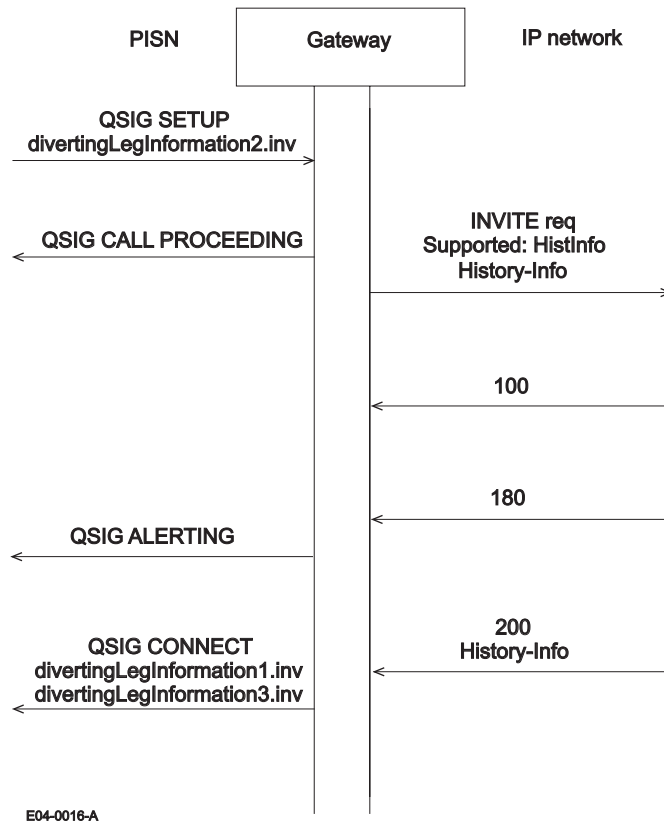 PISN
Gateway
IP network
QSIG SETUP
divertingLegInformation2.inv
QSIG CALL PROCEEDING
INVITE req
Supported: HistInfo
History-Info
100
180
QSIG ALERTING
200
History-Info
QSIG CONNECT
divertingLegInformation1.inv
divertingLegInformation3.inv
E04-0016-A